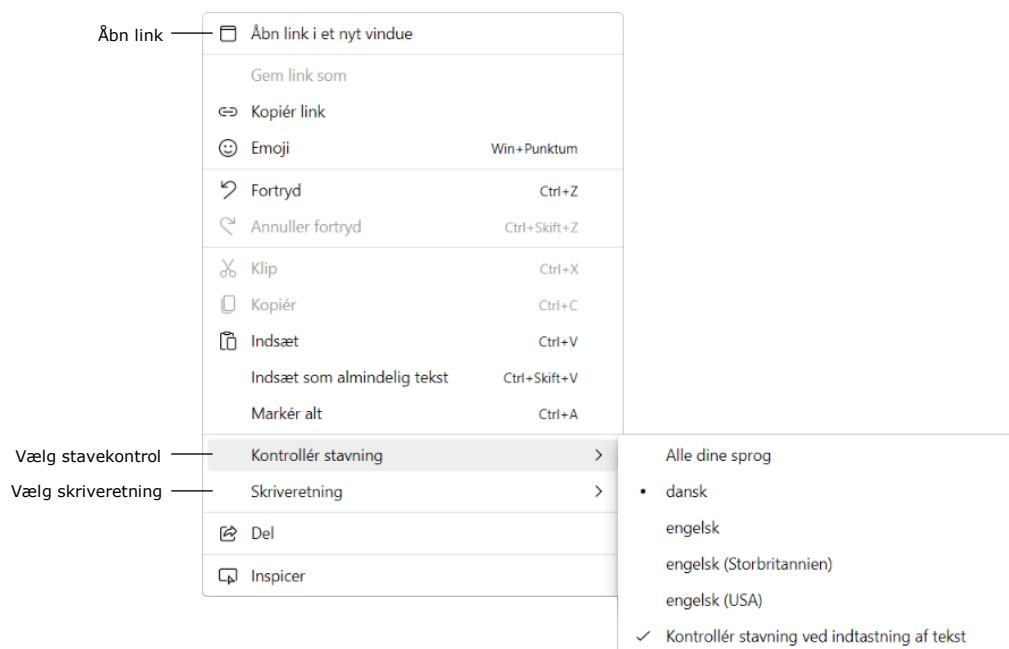 Åbn link
Åbn link i et nyt vindue
Gem link som
Kopiér link
Emoji Win+Punktum
Fortryd Ctrl+Z
Annuller fortryd Ctrl+Skift+Z
Klip Ctrl+X
Kopiér Ctrl+C
Indsæt Ctrl+V
Indsæt som almindelig tekst Ctrl+Skift+V
Markér alt Ctrl+A
Vælg stavekontrol
Kontrollér stavning
Vælg skriveretning
Skriveretning
Del
Inspicer
Alle dine sprog
dansk
engelsk
engelsk (Storbritannien)
engelsk (USA)
Kontrollér stavning ved indtastning af tekst